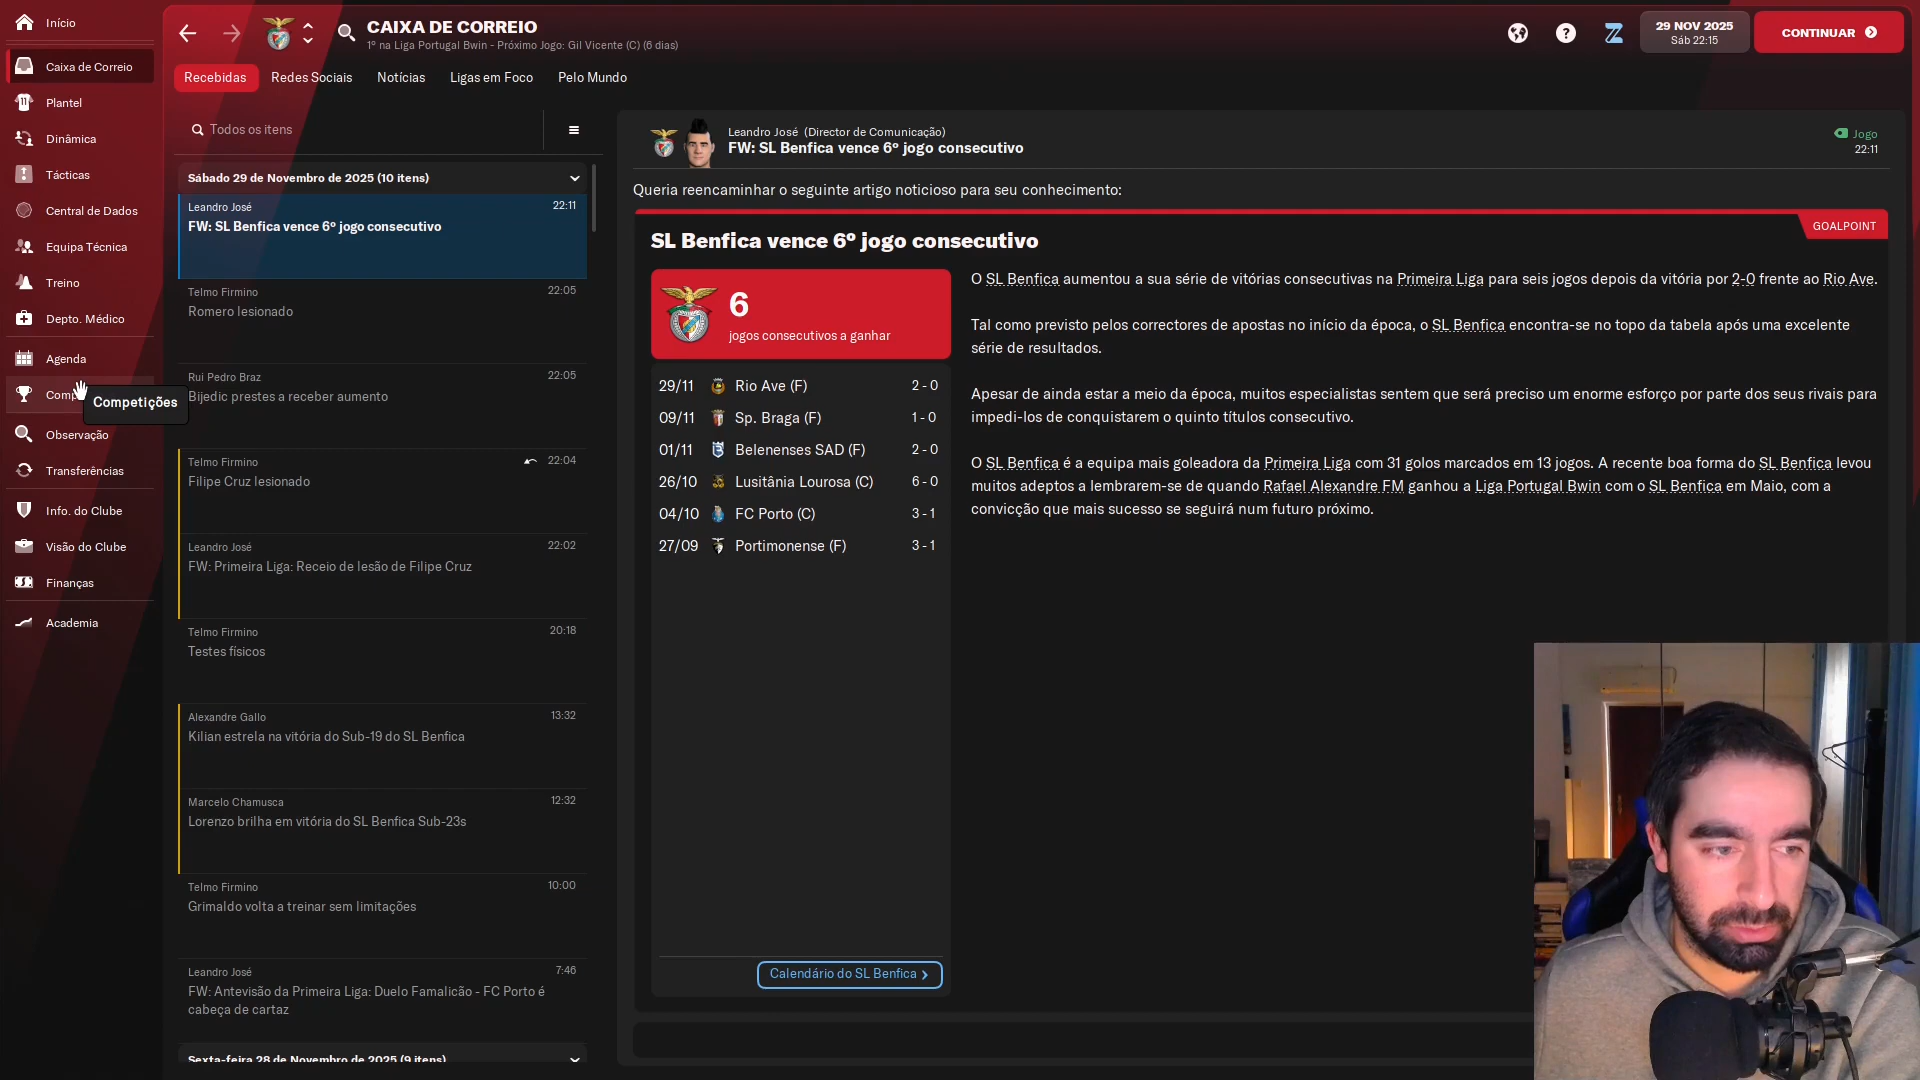 Início
Caixa de Correio
Plantel
Dinâmica
Tácticas
Central de Dados
Equipa Técnica
Treino
Depto. Médico
Agenda
Competições
Observação
Transferências
Info. do Clube
Visão do Clube
Finanças
Academia
CAIXA DE CORREIO
1º na Liga Portugal Bwin - Próximo Jogo: Gil Vicente (C) (6 dias)
29 NOV 2025
Sáb 22:15
CONTINUAR
Recebidas
Redes Sociais
Notícias
Ligas em Foco
Pelo Mundo
Todos os itens
Sábado 29 de Novembro de 2025 (10 itens)
Leandro José 22:11
FW: SL Benfica vence 6º jogo consecutivo
Telmo Firmino 22:05
Romero lesionado
Rui Pedro Braz 22:05
Bijedic prestes a receber aumento
Telmo Firmino 22:04
Filipe Cruz lesionado
Leandro José 22:02
FW: Primeira Liga: Receio de lesão de Filipe Cruz
Telmo Firmino 20:18
Testes físicos
Alexandre Gallo 13:32
Kilian estrela na vitória do Sub-19 do SL Benfica
Marcelo Chamusca 12:32
Lorenzo brilha em vitória do SL Benfica Sub-23s
Telmo Firmino 10:00
Grimaldo volta a treinar sem limitações
Leandro José 7:46
FW: Antevisão da Primeira Liga: Duelo Famalicão - FC Porto é
cabeça de cartaz
Sexta-feira 28 de Novembro de 2025 (9 itens)
Leandro José (Director de Comunicação)
FW: SL Benfica vence 6º jogo consecutivo
Jogo
22:11
Queria reencaminhar o seguinte artigo noticioso para seu conhecimento:
GOALPOINT
SL Benfica vence 6º jogo consecutivo
6
jogos consecutivos a ganhar
29/11 Rio Ave (F) 2 - 0
09/11 Sp. Braga (F) 1 - 0
01/11 Belenenses SAD (F) 2 - 0
26/10 Lusitânia Lourosa (C) 6 - 0
04/10 FC Porto (C) 3 - 1
27/09 Portimonense (F) 3 - 1
Calendário do SL Benfica
O SL Benfica aumentou a sua série de vitórias consecutivas na Primeira Liga para seis jogos depois da vitória por 2-0 frente ao Rio Ave.
Tal como previsto pelos correctores de apostas no início da época, o SL Benfica encontra-se no topo da tabela após uma excelente
série de resultados.
Apesar de ainda estar a meio da época, muitos especialistas sentem que será preciso um enorme esforço por parte dos seus rivais para
impedi-los de conquistarem o quinto títulos consecutivo.
O SL Benfica é a equipa mais goleadora da Primeira Liga com 31 golos marcados em 13 jogos. A recente boa forma do SL Benfica levou
muitos adeptos a lembrarem-se de quando Rafael Alexandre FM ganhou a Liga Portugal Bwin com o SL Benfica em Maio, com a
convicção que mais sucesso se seguirá num futuro próximo.